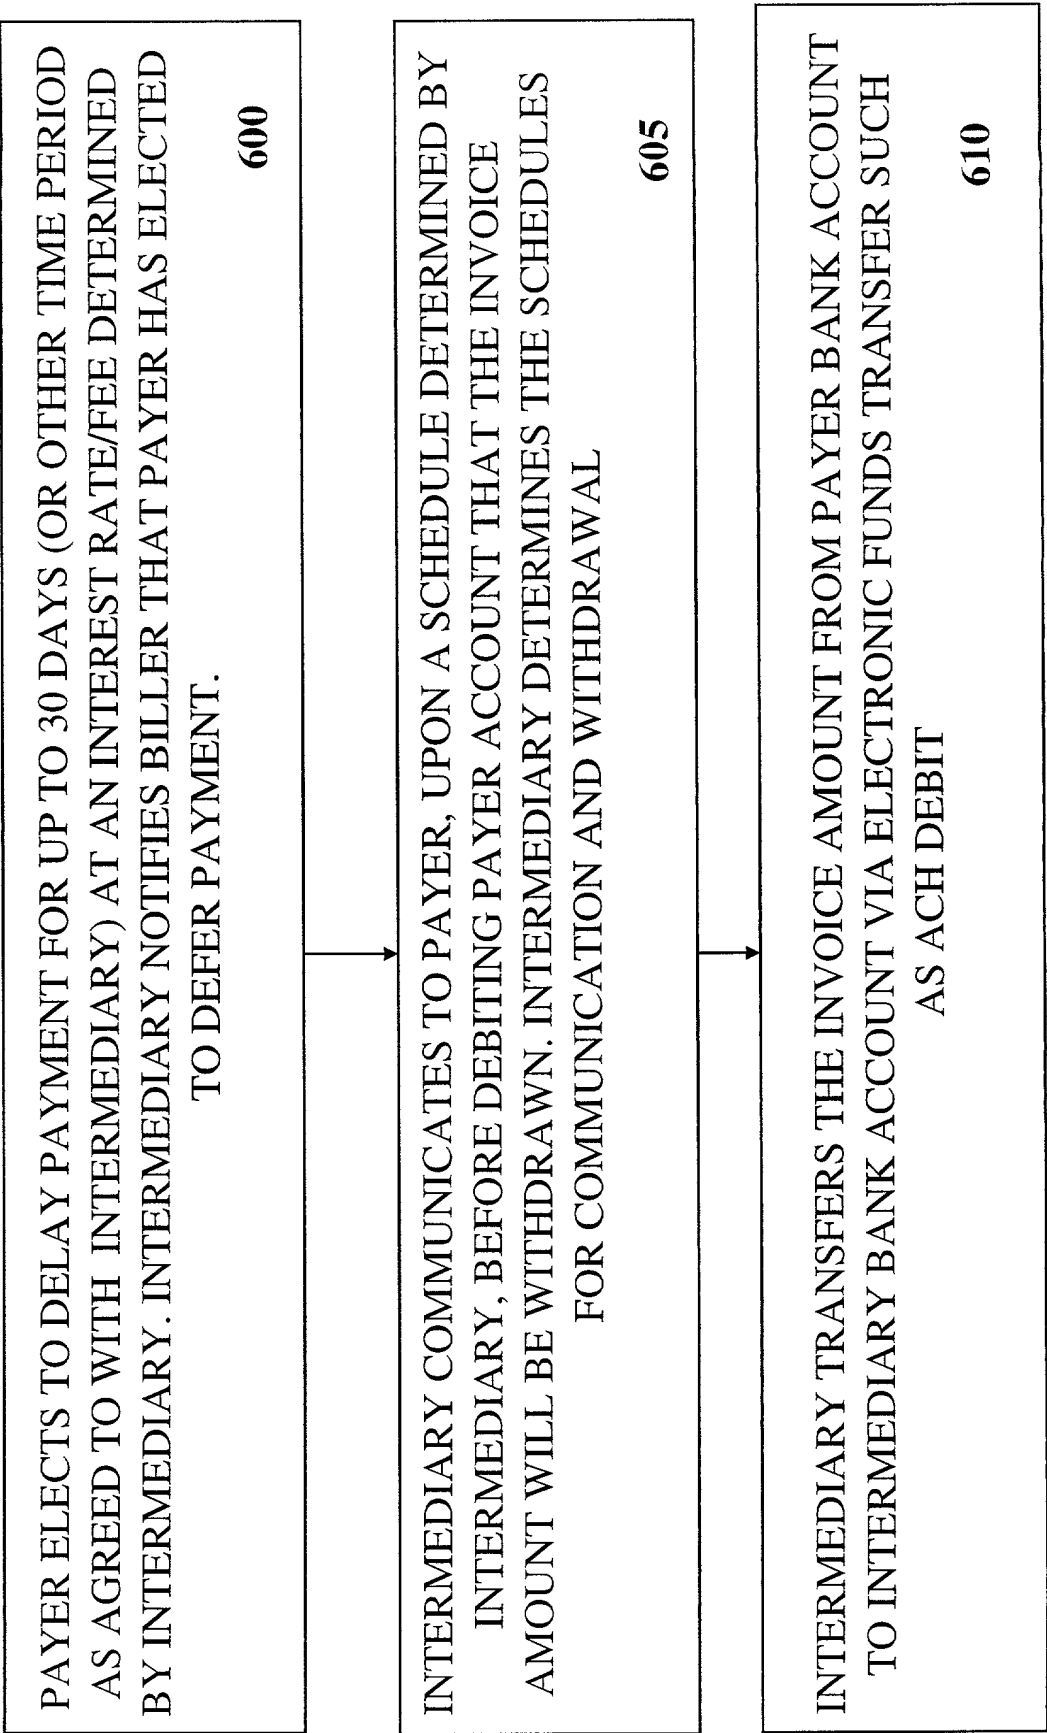 PAYER ELECTS TO DELAY PAYMENT FOR UP TO 30 DAYS (OR OTHER TIME PERIOD
AS AGREED TO WITH INTERMEDIARY) AT AN INTEREST RATE/FEE DETERMINED
BY INTERMEDIARY. INTERMEDIARY NOTIFIES BILLER THAT PAYER HAS ELECTED
TO DEFER PAYMENT.
600
INTERMEDIARY COMMUNICATES TO PAYER, UPON A SCHEDULE DETERMINED BY
INTERMEDIARY, BEFORE DEBITING PAYER ACCOUNT THAT THE INVOICE
AMOUNT WILL BE WITHDRAWN. INTERMEDIARY DETERMINES THE SCHEDULES
FOR COMMUNICATION AND WITHDRAWAL
605
INTERMEDIARY TRANSFERS THE INVOICE AMOUNT FROM PAYER BANK ACCOUNT
TO INTERMEDIARY BANK ACCOUNT VIA ELECTRONIC FUNDS TRANSFER SUCH
AS ACH DEBIT
610